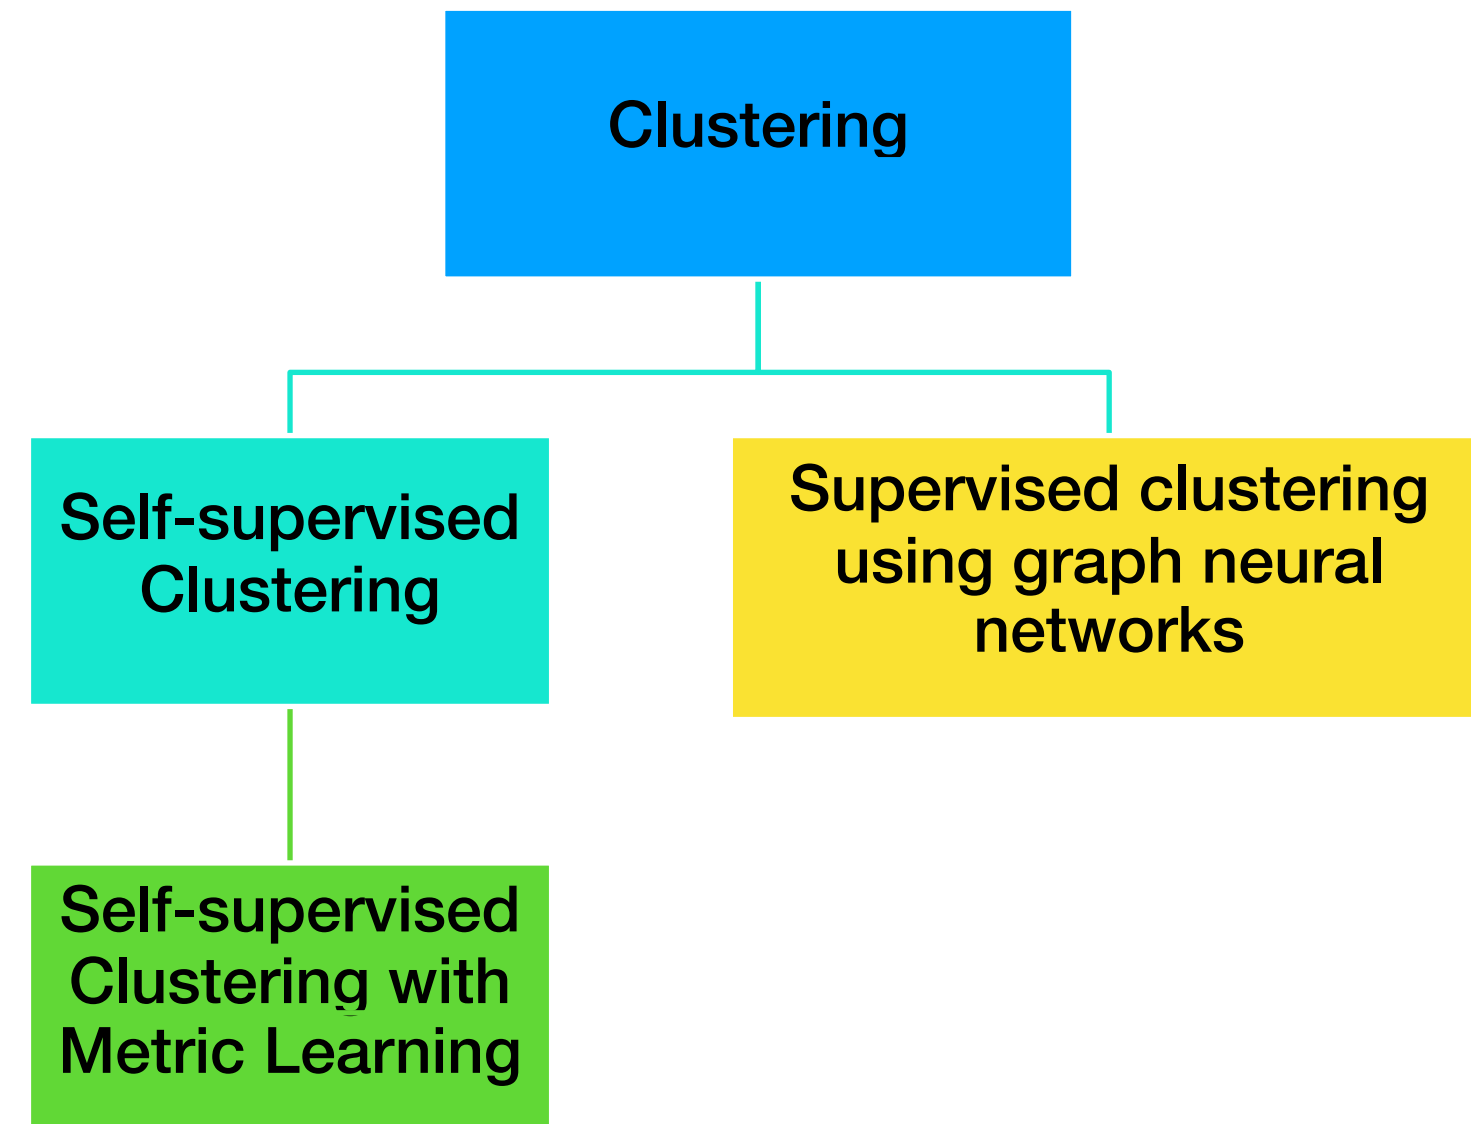 Clustering
Self-supervised
Clustering
Supervised clustering
using graph neural
networks
Self-supervised
Clustering with
Metric Learning